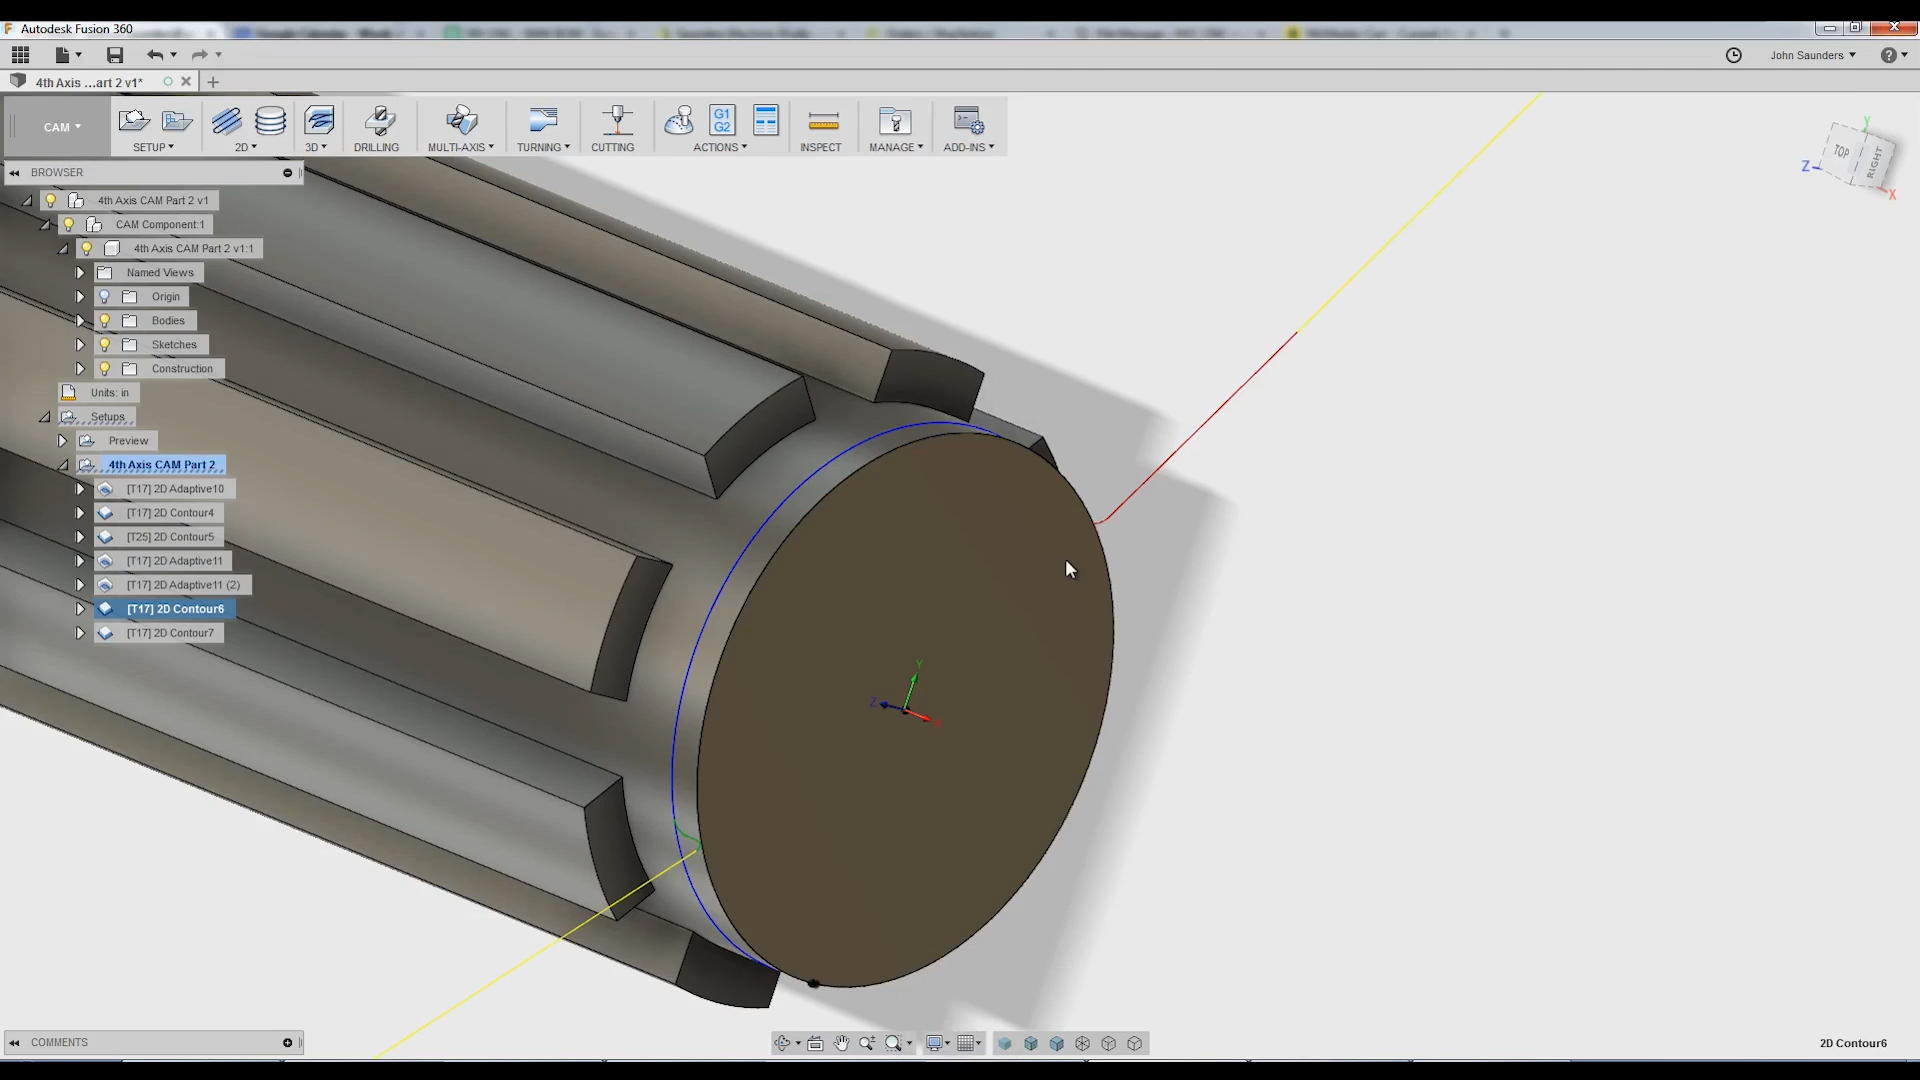 Autodesk Fusion 360
John Saunders
4th Axis ...art 2 v1*
CAM
SETUP
2D
3D
DRILLING
MULTI-AXIS
TURNING
CUTTING
G1
G2
ACTIONS
INSPECT
MANAGE
ADD-INS
BROWSER
4th Axis CAM Part 2 v1
CAM Component:1
4th Axis CAM Part 2 v1:1
Named Views
Origin
Bodies
Sketches
Construction
Units: in
Setups
Preview
4th Axis CAM Part 2
[T17] 2D Adaptive10
[T17] 2D Contour4
[T25] 2D Contour5
[T17] 2D Adaptive11
[T17] 2D Adaptive11 (2)
[T17] 2D Contour6
[T17] 2D Contour7
Y
TOP
RIGHT
Z
X
Y
Z
X
COMMENTS
2D Contour6